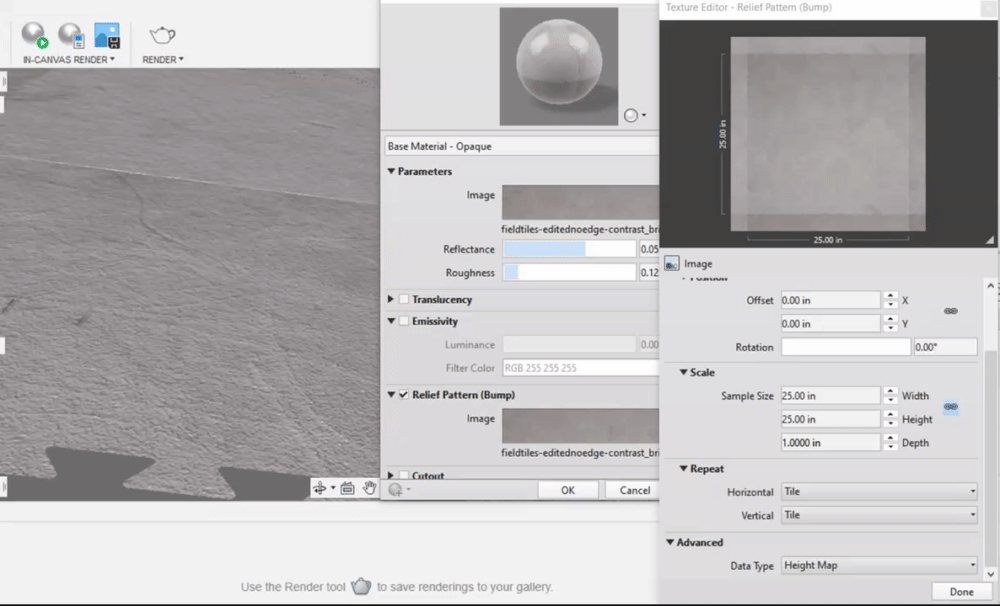 Texture Editor - Relief Pattern (Bump)
IN-CANVAS RENDER
RENDER
25.00 in
25.00 in
Base Material - Opaque
Parameters
Image
fieldtiles-editednoedge-contrast_bri
Reflectance
0.05
Roughness
0.12
Translucency
Emissivity
Luminance
0.00
Filter Color
RGB 255 255 255
Relief Pattern (Bump)
Image
fieldtiles-editednoedge-contrast_bri
Cutout
OK
Cancel
Image
Position
Offset
0.00 in
X
0.00 in
Y
Rotation
0.00°
Scale
Sample Size
25.00 in
Width
25.00 in
Height
1.0000 in
Depth
Repeat
Horizontal
Tile
Vertical
Tile
Advanced
Data Type
Height Map
Done
Use the Render tool to save renderings to your gallery.